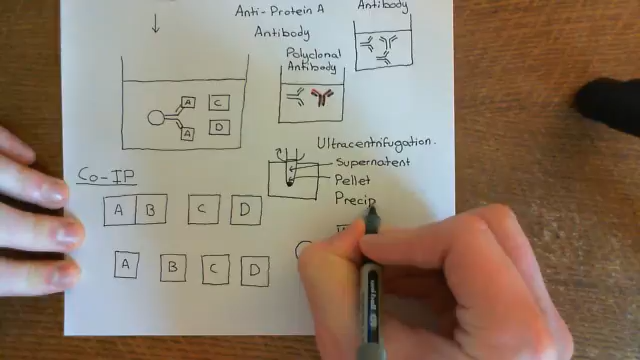 Anti-Protein A
Antibody
Antibody
Polyclonal
Antibody
A
C
A
D
Ultracentrifugation.
Supernatent
Pellet
Precip
Co-IP
A B C D
A B C D